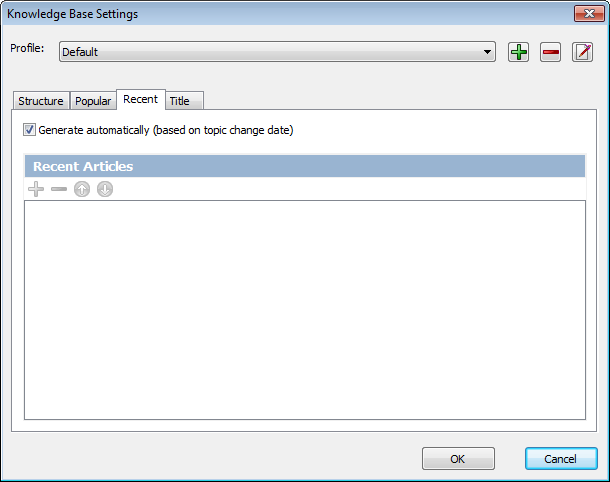 Knowledge Base Settings
Profile:
Default
Structure
Popular
Recent
Title
Generate automatically (based on topic change date)
Recent Articles
OK
Cancel